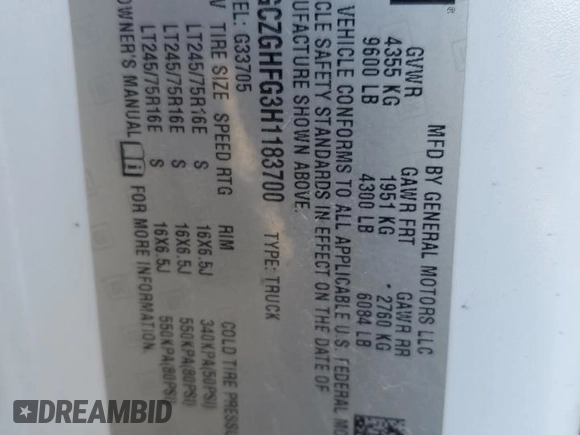 MFD BY GENERAL MOTORS LLC
GVWR GAWR FRT GAWR RR
4355 KG 1951 KG 2760 KG
9600 LB 4300 LB 6084 LB
VEHICLE CONFORMS TO ALL APPLICABLE U.S. FEDERAL
SAFETY STANDARDS IN EFFECT ON THE DATE OF
SHOWN ABOVE.
GCZGHFG3H1183700 TYPE: TRUCK
G33705
TIRE SIZE SPEED RTG RIM COLD TIRE
LT245/75R16E S 16X6.5J 340KPA(50PSI)
LT245/75R16E S 16X6.5J 550KPA(80PSI)
LT245/75R16E S 16X6.5J 550KPA(80PSI)
OWNER'S MANUAL FOR MORE INFORMATION.
DREAMBID